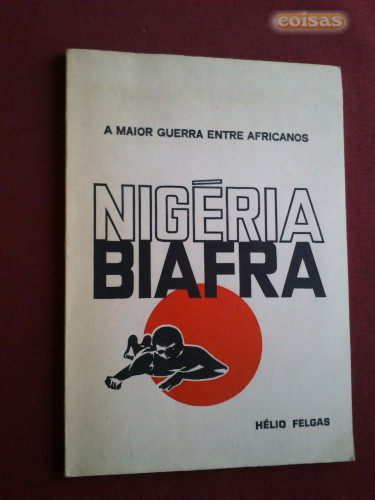 coisas
A MAIOR GUERRA ENTRE AFRICANOS
NIGÉRIA
BIAFRA
HÉLIO FELGAS